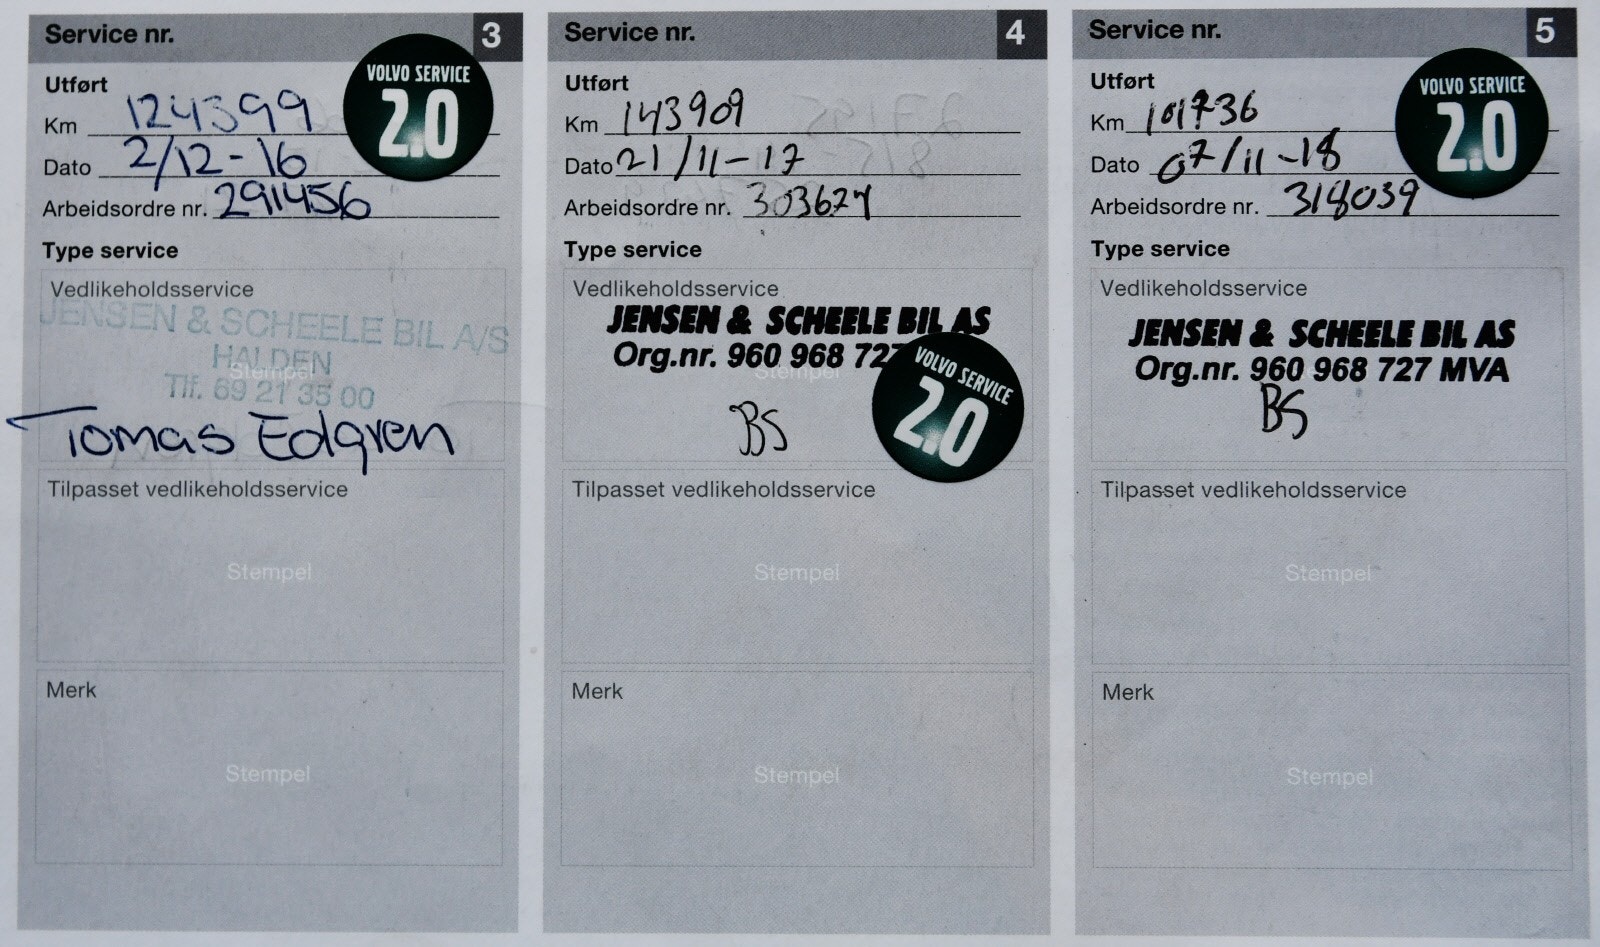 Service nr. 3
VOLVO SERVICE
2.0
Utført
Km 124399
Dato 2/12-16
Arbeidsordre nr. 291456
Type service
Vedlikeholdsservice
JENSEN & SCHEELE BIL A/S
HALDEN
Stempel
Tlf. 69 21 35 00
Tomas Edgren
Tilpasset vedlikeholdsservice
Stempel
Merk
Stempel
Service nr. 4
Utført
Km 143909
Dato 21/11-17
Arbeidsordre nr.
Type service
Vedlikeholdsservice
JENSEN & SCHEELE BIL AS
Org.nr. 960 968 727
Stempel
VOLVO SERVICE
2.0
BS
Tilpasset vedlikeholdsservice
Stempel
Merk
Stempel
Service nr. 5
VOLVO SERVICE
2.0
Utført
Km 101736
Dato 07/11-18
Arbeidsordre nr. 318039
Type service
Vedlikeholdsservice
JENSEN & SCHEELE BIL AS
Org.nr. 960 968 727 MVA
BS
Tilpasset vedlikeholdsservice
Stempel
Merk
Stempel